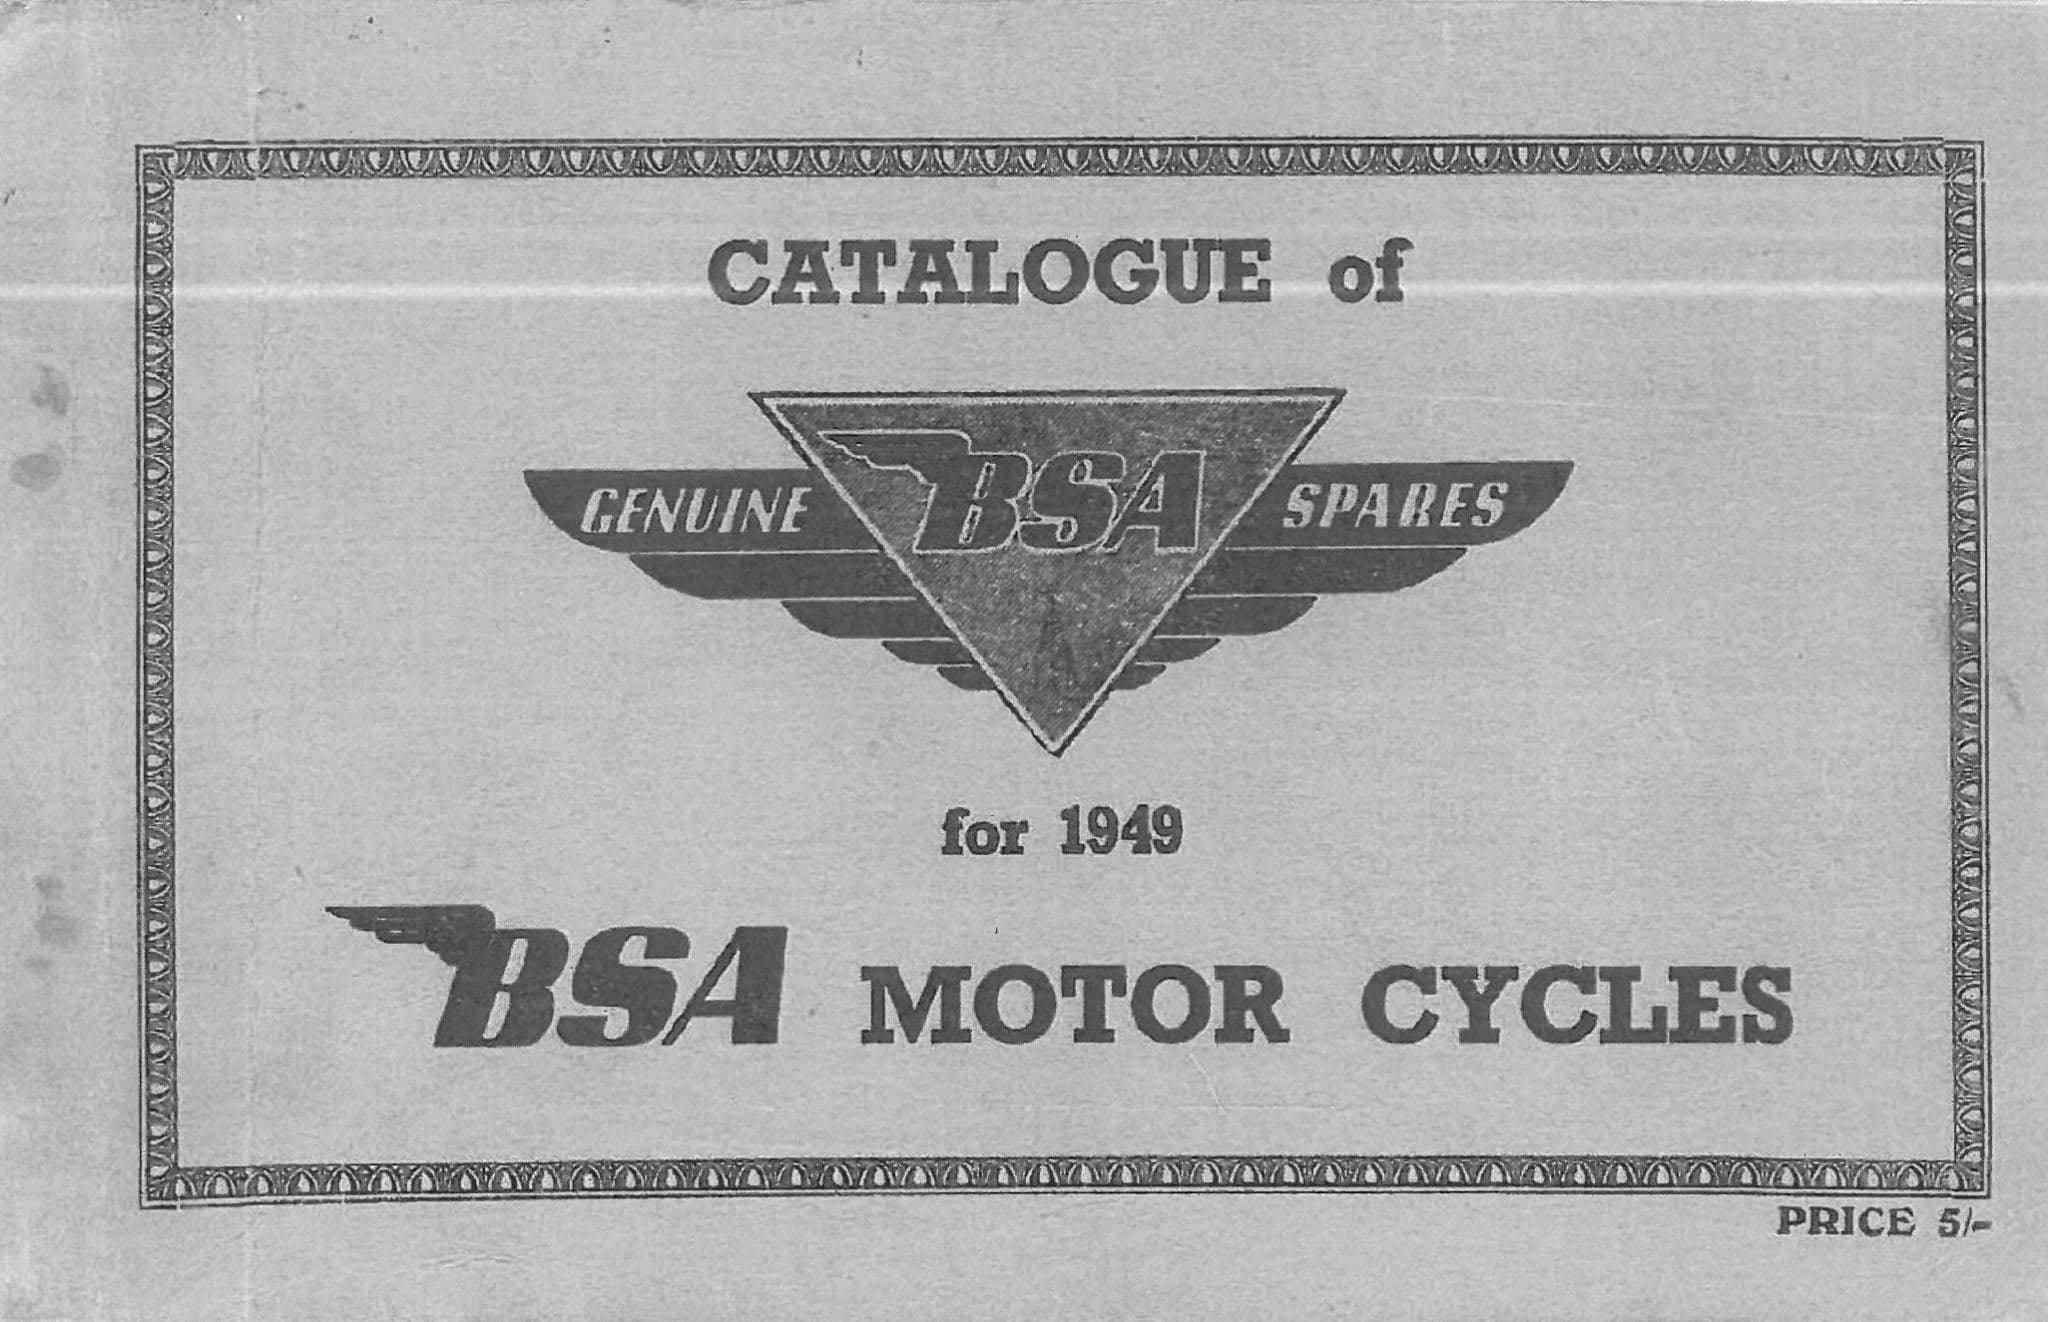 CATALOGUE of
GENUINE BSA SPARES
for 1949
BSA MOTOR CYCLES
PRICE 5/-